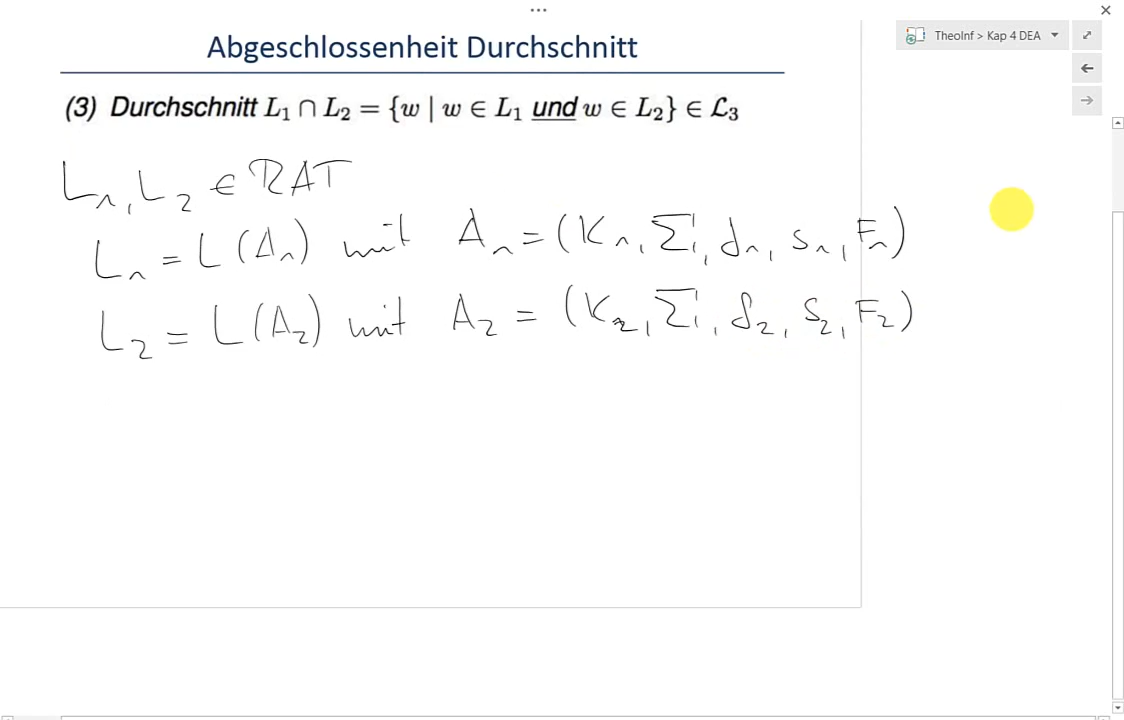 ...
TheoInf > Kap 4 DEA
Abgeschlossenheit Durchschnitt
(3) Durchschnitt L₁ ∩ L₂ = {w | w ∈ L₁ und w ∈ L₂} ∈ ℒ₃
L₁, L₂ ∈ RAT
L₁ = L(A₁) mit A₁ = (K₁, Σ, δ₁, s₁, F₁)
L₂ = L(A₂) mit A₂ = (K₂, Σ, δ₂, s₂, F₂)